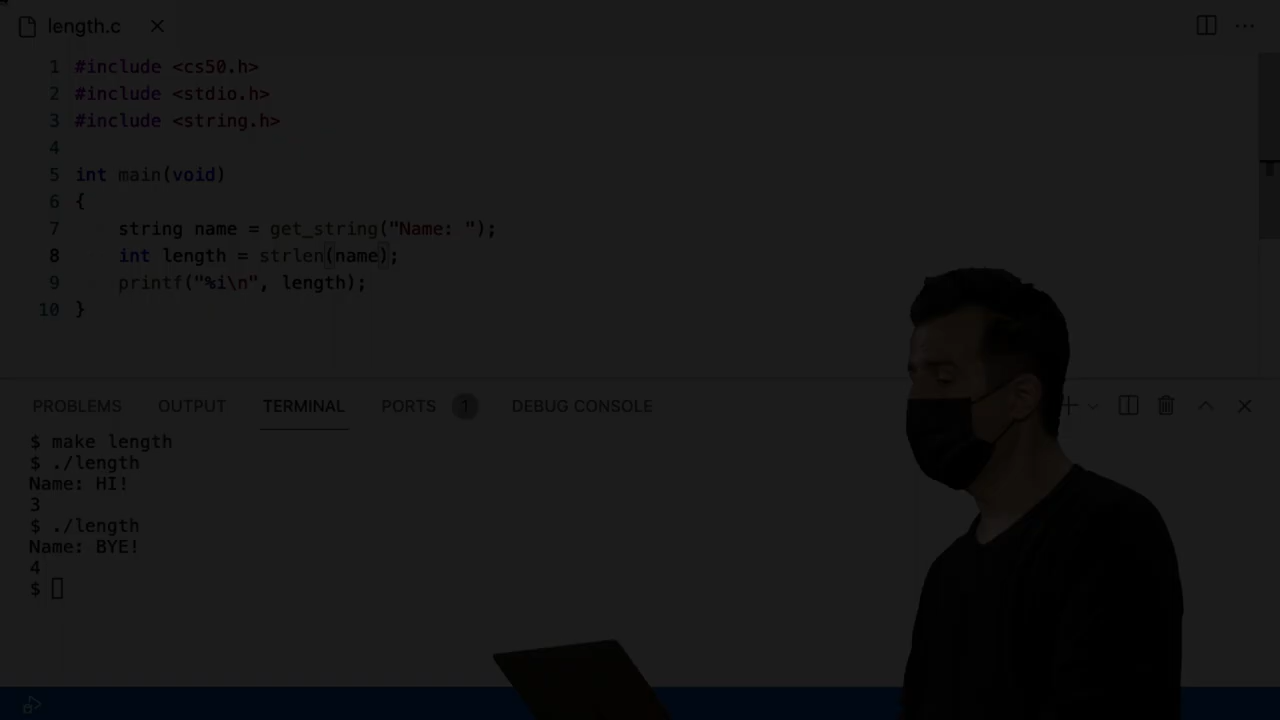 length.c
1 #include <cs50.h>
2 #include <stdio.h>
3 #include <string.h>
4
5 int main(void)
6 {
7 string name = get_string("Name: ");
8 int length = strlen(name);
9 printf("%i\n", length);
10 }
PROBLEMS OUTPUT TERMINAL PORTS 1 DEBUG CONSOLE
$ make length
$ ./length
Name: HI!
3
$ ./length
Name: BYE!
4
$